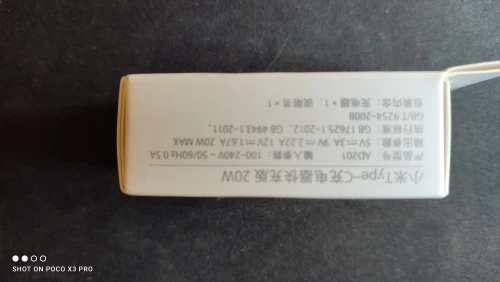 小米Type-C充电器快充版 20W
产品型号：AD201 输入参数：100-240V~50/60Hz 0.5A
输出参数：5V⎓3A 9V⎓2.22A 12V⎓1.67A 20W MAX
执行标准：GB 17625.1-2012，GB 4943.1-2011，
GB/T 9254-2008
包装内含：充电器×1，说明书×1
SHOT ON POCO X3 PRO